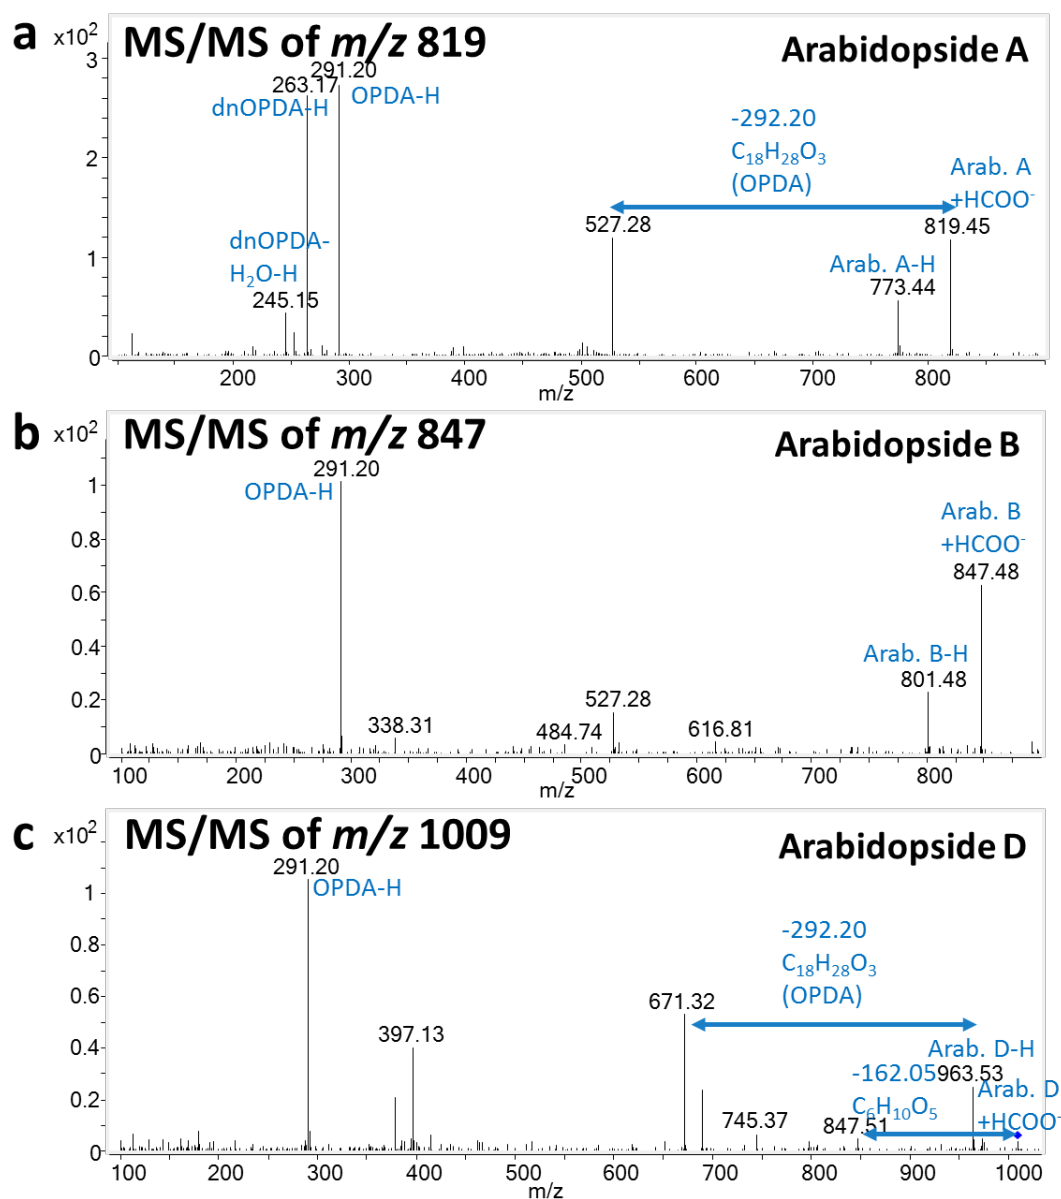 a
x10²
MS/MS of m/z 819
Arabidopside A
3
2
1
0
291.20
263.17
OPDA-H
dnOPDA-H
-292.20
C₁₈H₂₈O₃
(OPDA)
Arab. A
+HCOO⁻
527.28
819.45
dnOPDA-
H₂O-H
245.15
Arab. A-H
773.44
200 300 400 500 600 700 800
m/z
b
x10²
MS/MS of m/z 847
Arabidopside B
1
0.8
0.6
0.4
0.2
0
291.20
OPDA-H
Arab. B
+HCOO⁻
847.48
Arab. B-H
801.48
338.31
484.74
527.28
616.81
100 200 300 400 500 600 700 800
m/z
c
x10²
MS/MS of m/z 1009
Arabidopside D
1
0.8
0.6
0.4
0.2
0
291.20
OPDA-H
-292.20
C₁₈H₂₈O₃
(OPDA)
671.32
397.13
Arab. D-H
-162.05
963.53
C₆H₁₀O₅
Arab. D
+HCOO⁻
745.37
847.51
100 200 300 400 500 600 700 800 900 1000
m/z